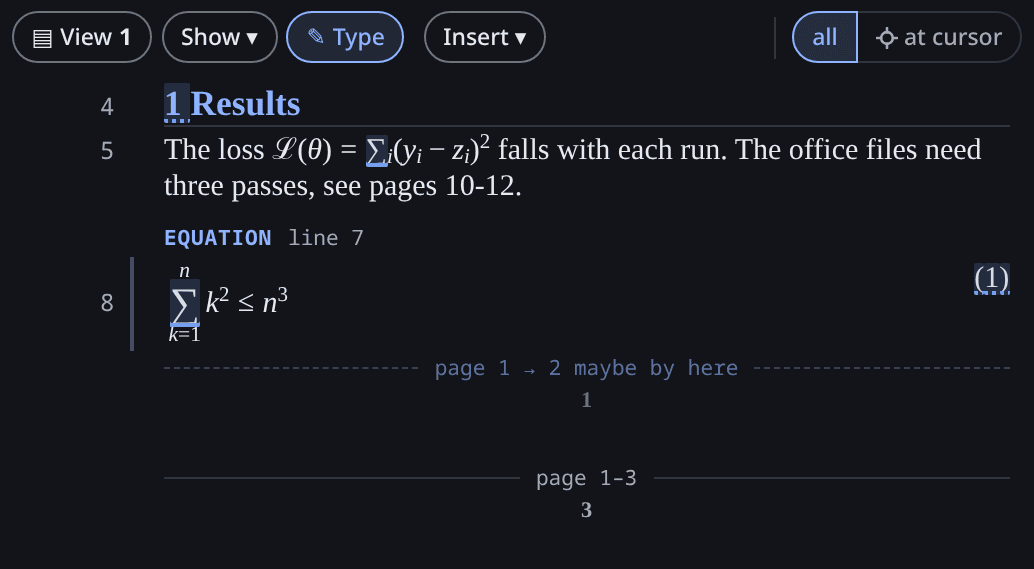 ▤ View 1 Show ▾ ✎ Type Insert ▾ all at cursor
4 1 Results
5 The loss ℒ(θ) = ∑ᵢ(yᵢ − zᵢ)² falls with each run. The office files need
three passes, see pages 10-12.
EQUATION line 7
n
8 ∑ k² ≤ n³ (1)
k=1
page 1 → 2 maybe by here
1
page 1–3
3